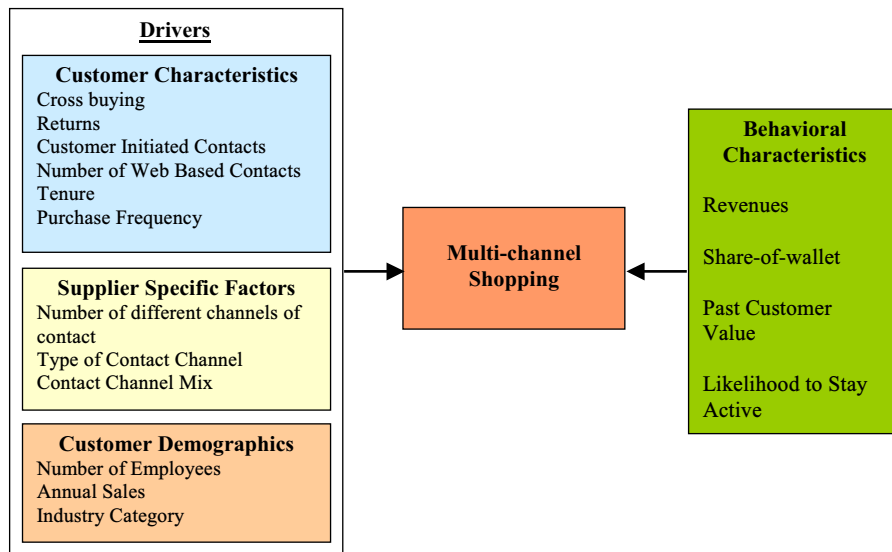 Drivers
Customer Characteristics
Cross buying
Returns
Customer Initiated Contacts
Number of Web Based Contacts
Tenure
Purchase Frequency
Supplier Specific Factors
Number of different channels of
contact
Type of Contact Channel
Contact Channel Mix
Customer Demographics
Number of Employees
Annual Sales
Industry Category
Multi-channel
Shopping
Behavioral
Characteristics
Revenues
Share-of-wallet
Past Customer
Value
Likelihood to Stay
Active